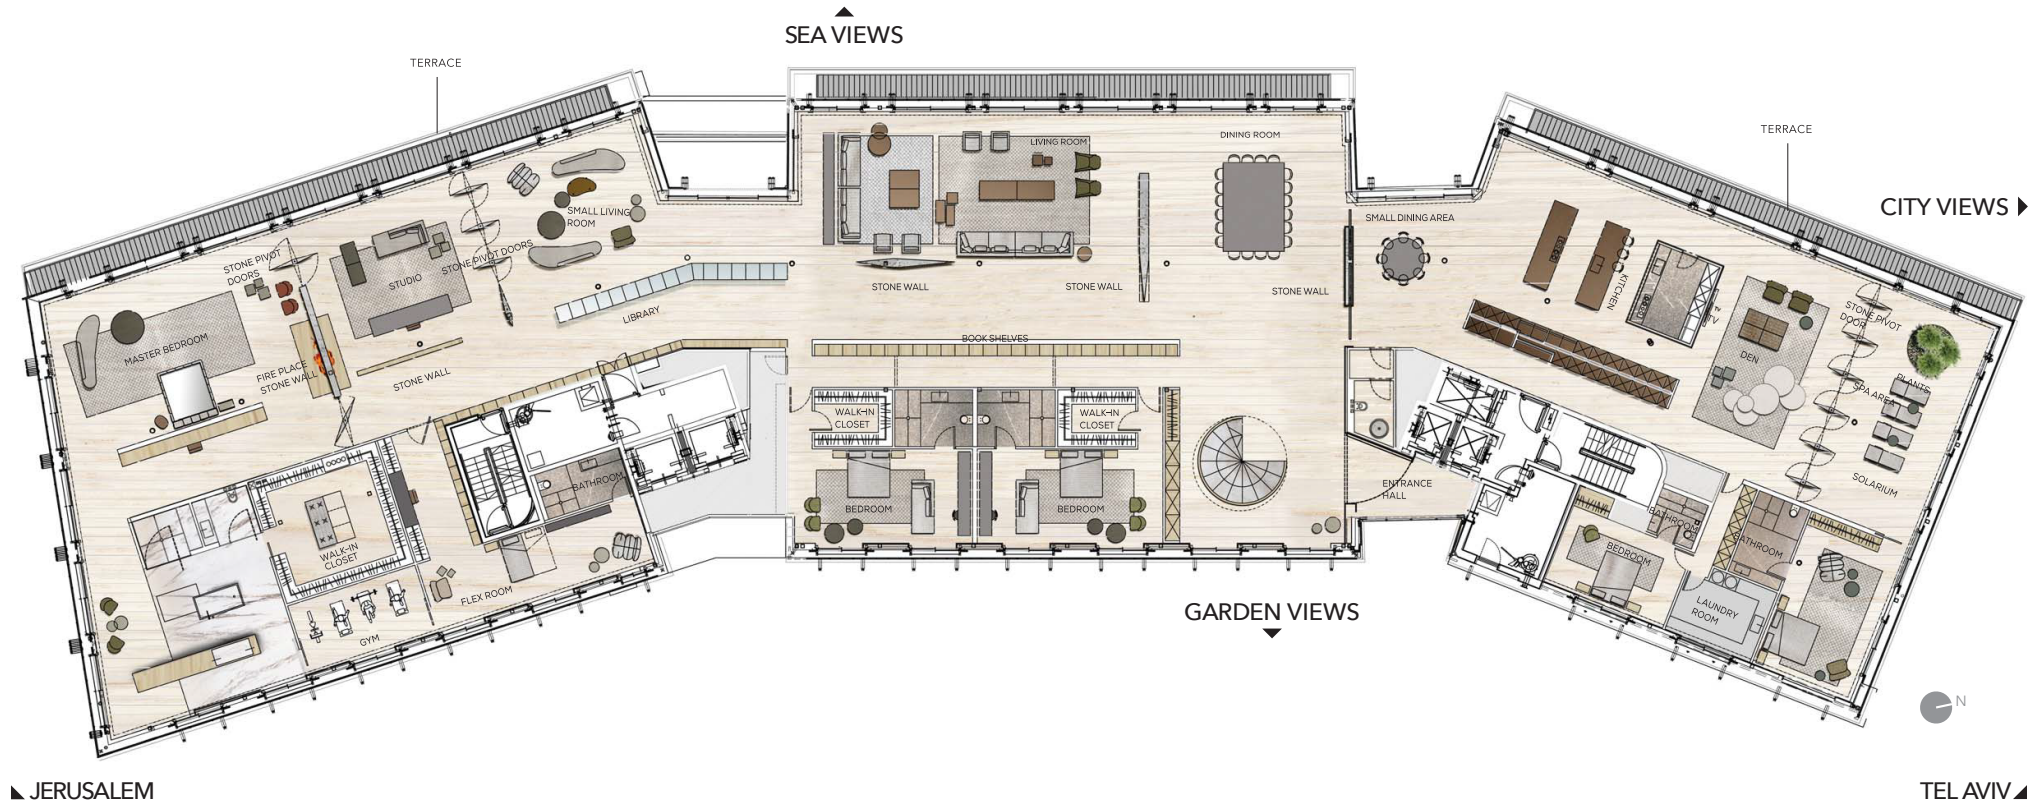 SEA VIEWS
TERRACE
TERRACE
CITY VIEWS
DINING ROOM
LIVING ROOM
SMALL LIVING
ROOM
SMALL DINING AREA
STONE PIVOT DOORS
STONE PIVOT
DOORS
STUDIO
STONE WALL
STONE WALL
STONE WALL
KITCHEN
TV
TV
STONE PIVOT
DOOR
LIBRARY
BOOK SHELVES
MASTER BEDROOM
FIRE PLACE
STONE WALL
STONE WALL
DEN
PLANTS
SPA AREA
WALK-IN
CLOSET
WALK-IN
CLOSET
SOLARIUM
ENTRANCE
HALL
BATHROOM
BEDROOM
BEDROOM
BATHROOM
BATHROOM
BEDROOM
WALK-IN
CLOSET
FLEX ROOM
GYM
LAUNDRY
ROOM
GARDEN VIEWS
N
JERUSALEM
TEL AVIV